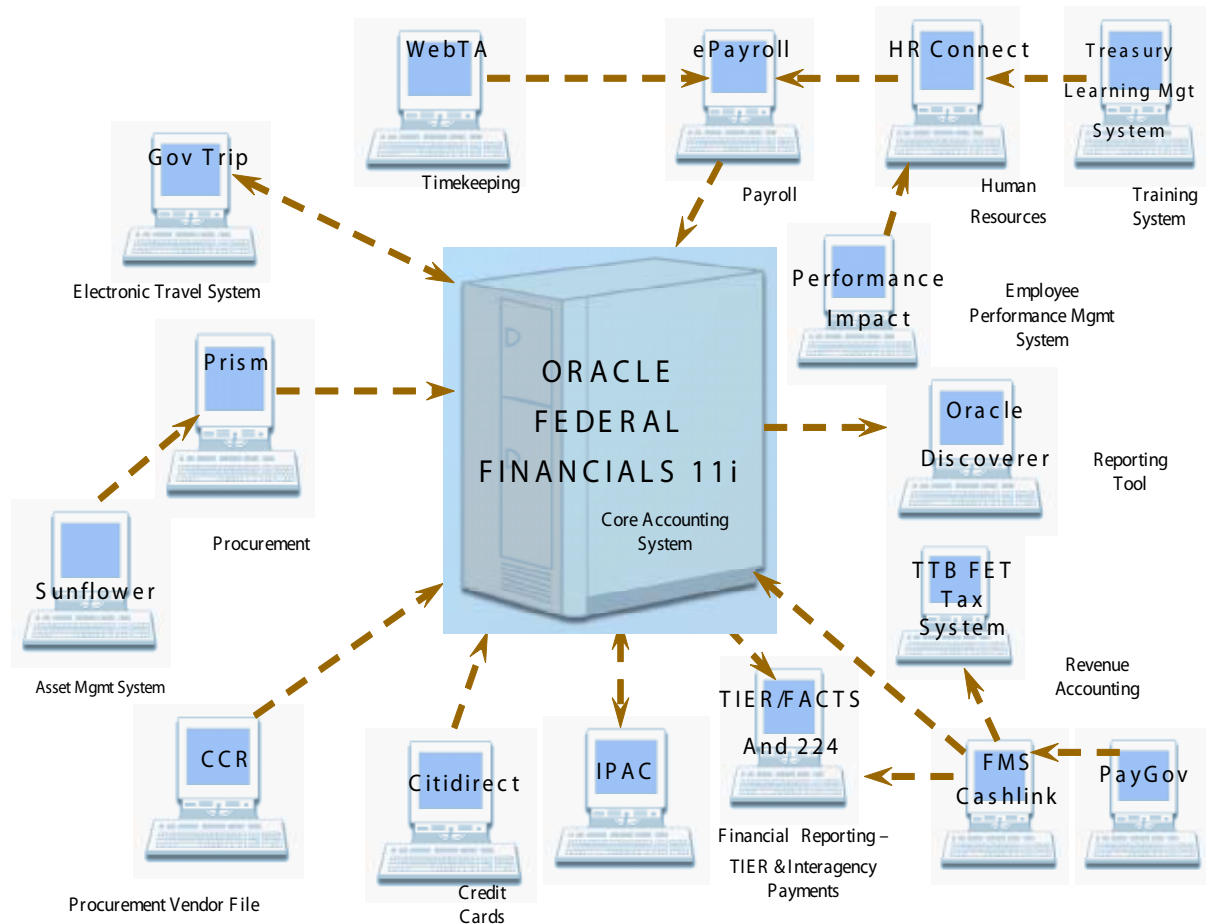 WebTA
ePayroll
HR Connect
Treasury
Learning Mgt
System
Timekeeping
Payroll
Human
Resources
Training
System
Gov Trip
Electronic Travel System
Performance
Impact
Employee
Performance Mgmt
System
Prism
Procurement
ORACLE
FEDERAL
FINANCIALS 11i
Core Accounting
System
Oracle
Discoverer
Reporting
Tool
Sunflower
Asset Mgmt System
TTB FET
Tax
System
Revenue
Accounting
CCR
Procurement Vendor File
Citidirect
Credit
Cards
IPAC
TIER/FACTS
And 224
Financial Reporting –
TIER & Interagency
Payments
FMS
Cashlink
PayGov